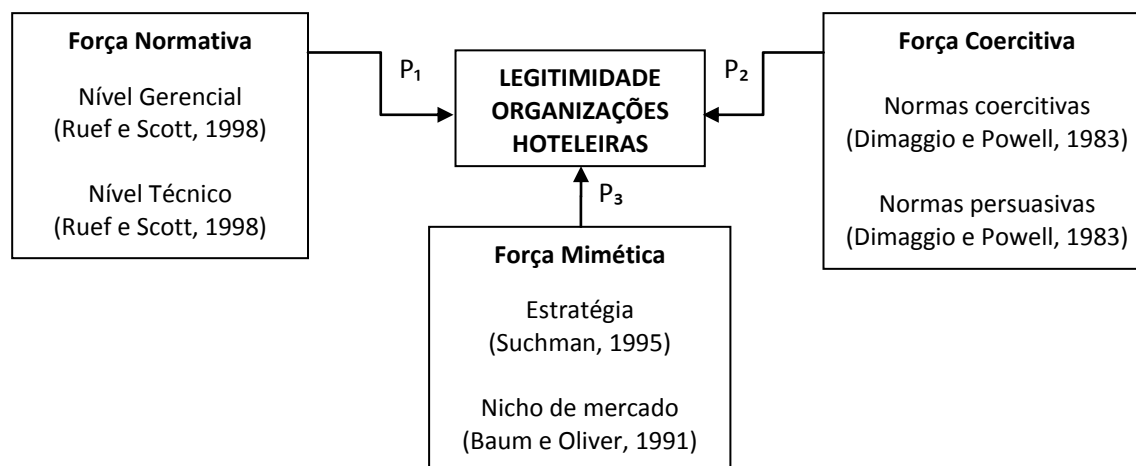 Força Normativa
Nível Gerencial
(Ruef e Scott, 1998)
Nível Técnico
(Ruef e Scott, 1998)
P₁
LEGITIMIDADE
ORGANIZAÇÕES
HOTELEIRAS
P₂
Força Coercitiva
Normas coercitivas
(Dimaggio e Powell, 1983)
Normas persuasivas
(Dimaggio e Powell, 1983)
P₃
Força Mimética
Estratégia
(Suchman, 1995)
Nicho de mercado
(Baum e Oliver, 1991)